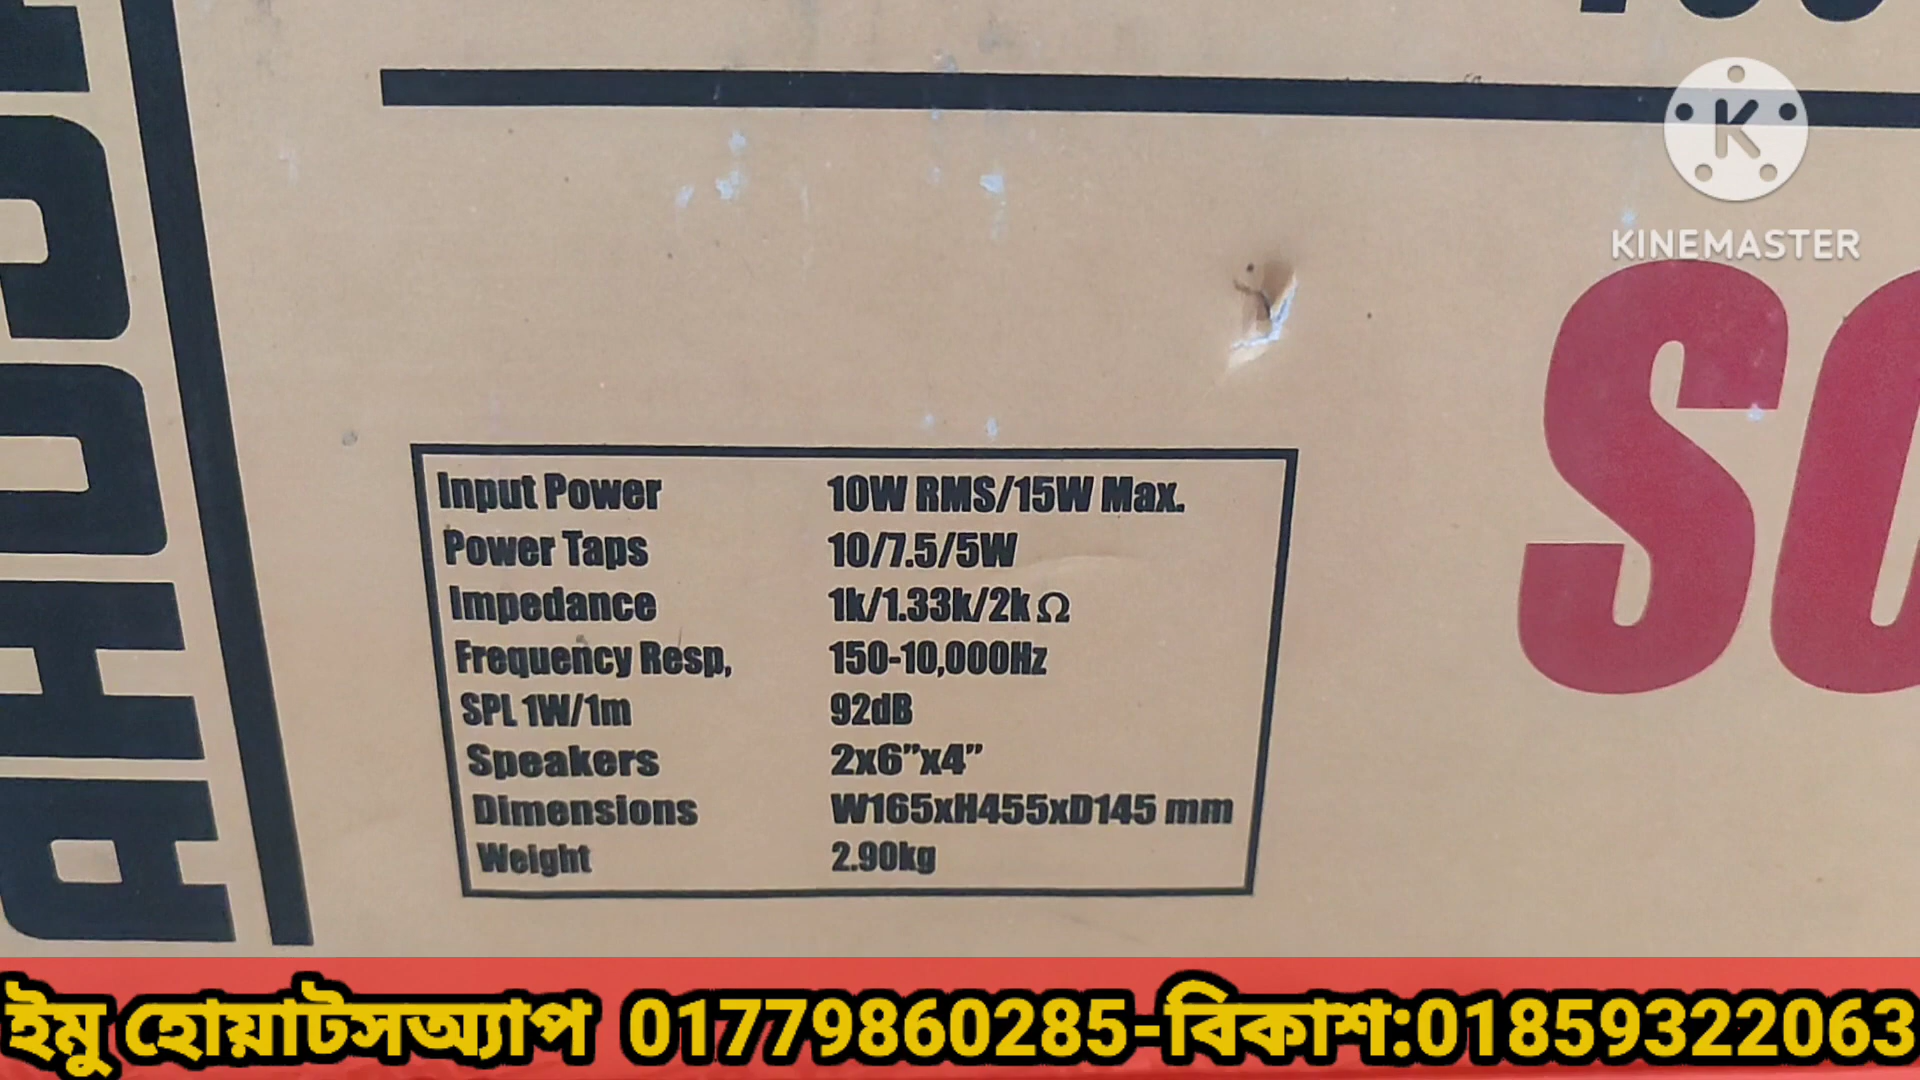 KINEMASTER
AHUJA
Input Power 10W RMS/15W Max.
Power Taps 10/7.5/5W
Impedance 1k/1.33k/2k Ω
Frequency Resp, 150-10,000Hz
SPL 1W/1m 92dB
Speakers 2x6"x4"
Dimensions W165xH455xD145 mm
Weight 2.90kg
ইমু হোয়াটসঅ্যাপ 01779860285-বিকাশ:01859322063